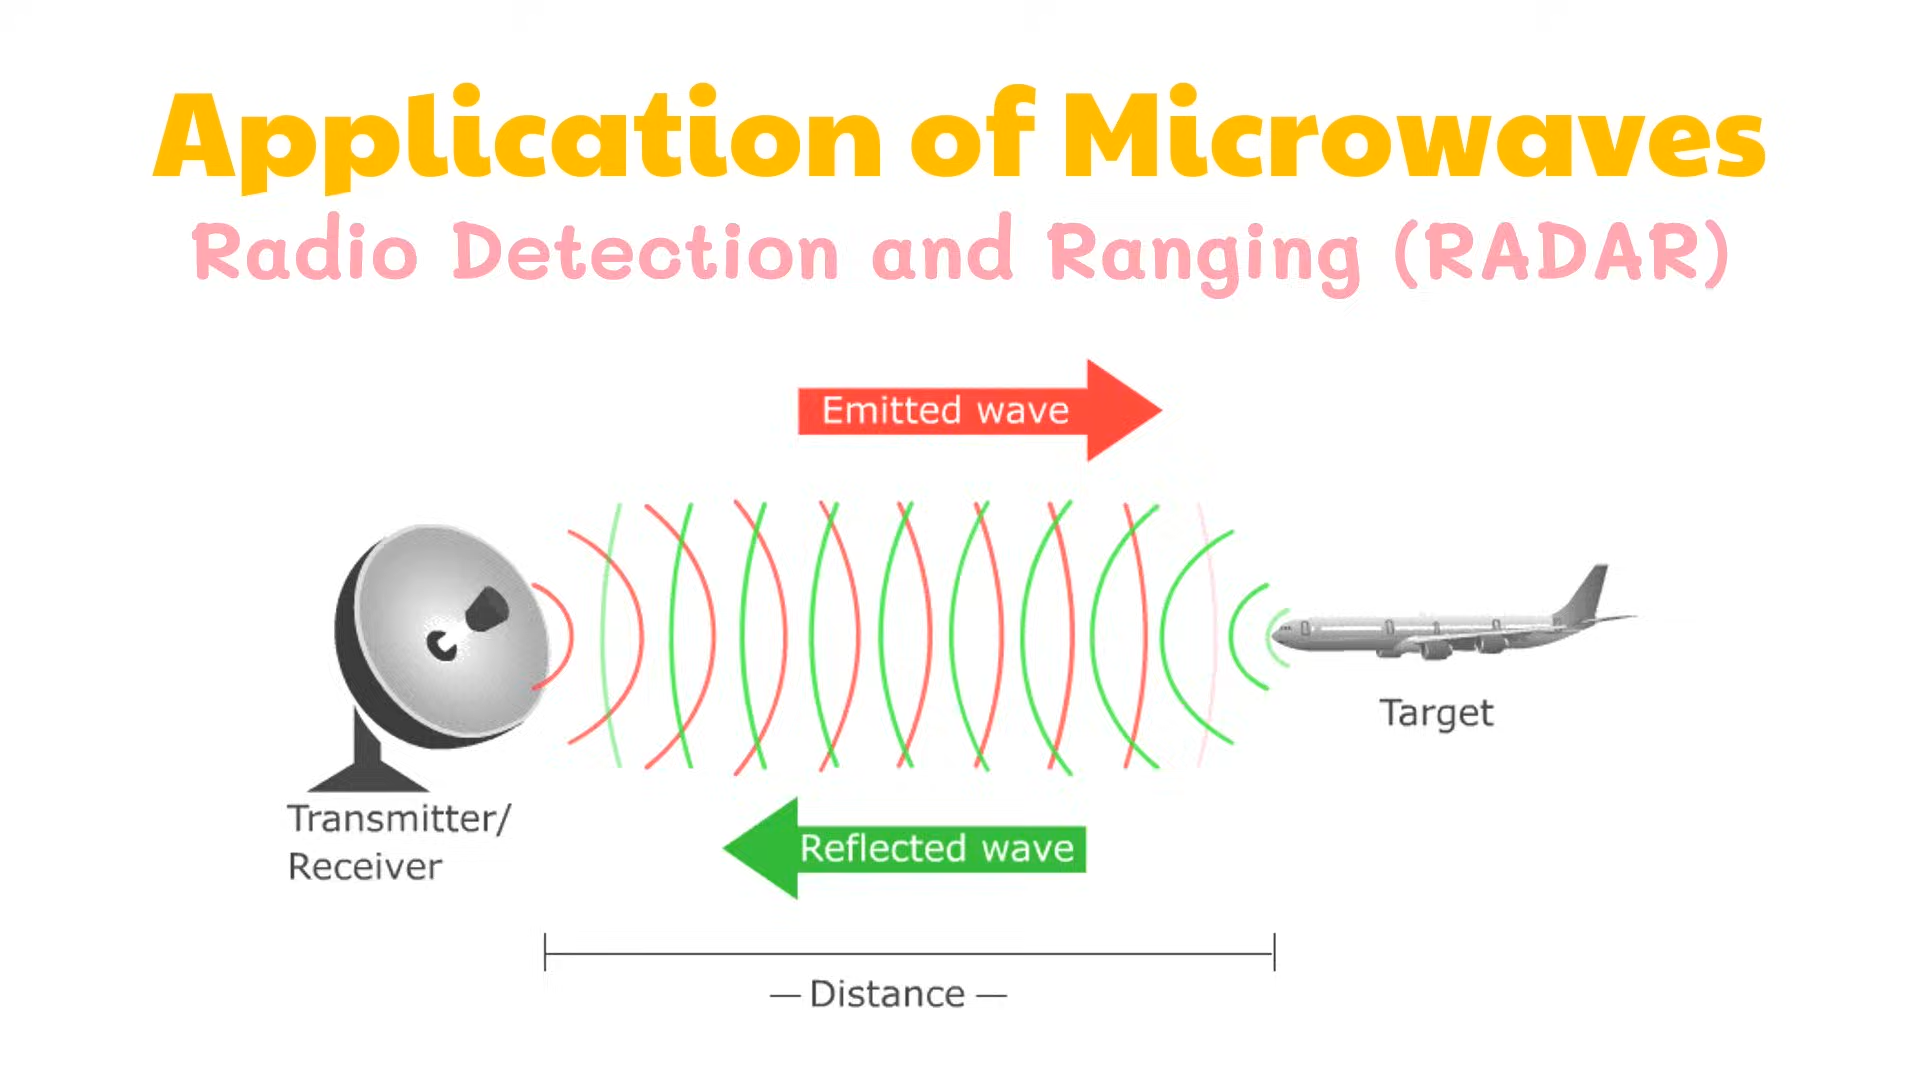 Application of Microwaves
Radio Detection and Ranging (RADAR)
Emitted wave
Target
Transmitter/
Receiver
Reflected wave
— Distance —